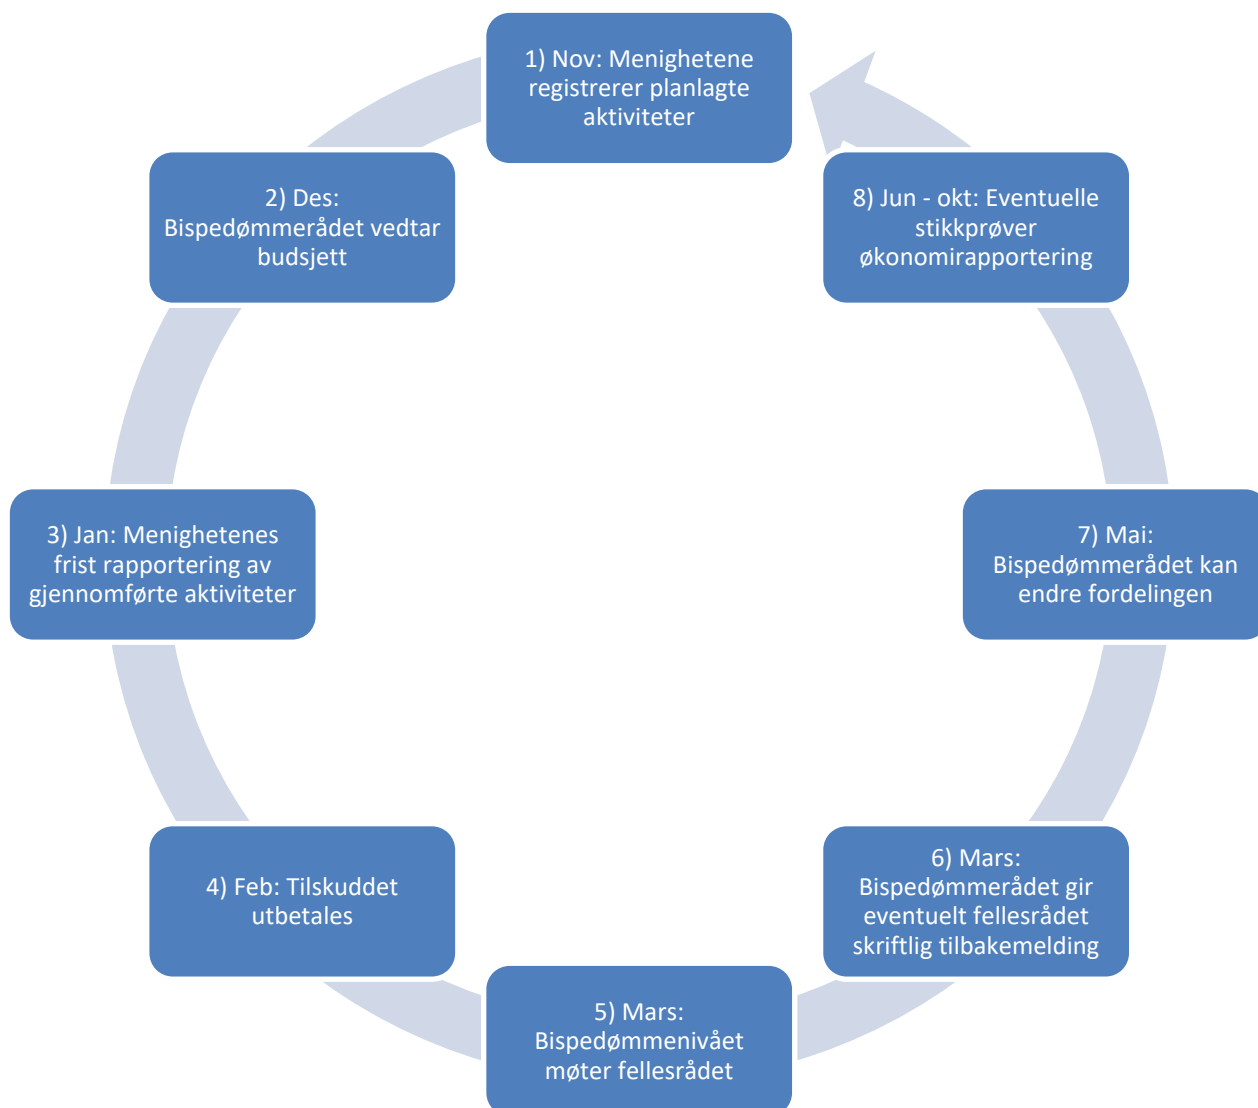 1) Nov: Menighetene
registrerer planlagte
aktiviteter
2) Des:
Bispedømmerådet vedtar
budsjett
3) Jan: Menighetenes
frist rapportering av
gjennomførte aktiviteter
4) Feb: Tilskuddet
utbetales
5) Mars:
Bispedømmenivået
møter fellesrådet
6) Mars:
Bispedømmerådet gir
eventuelt fellesrådet
skriftlig tilbakemelding
7) Mai:
Bispedømmerådet kan
endre fordelingen
8) Jun - okt: Eventuelle
stikkprøver
økonomirapportering